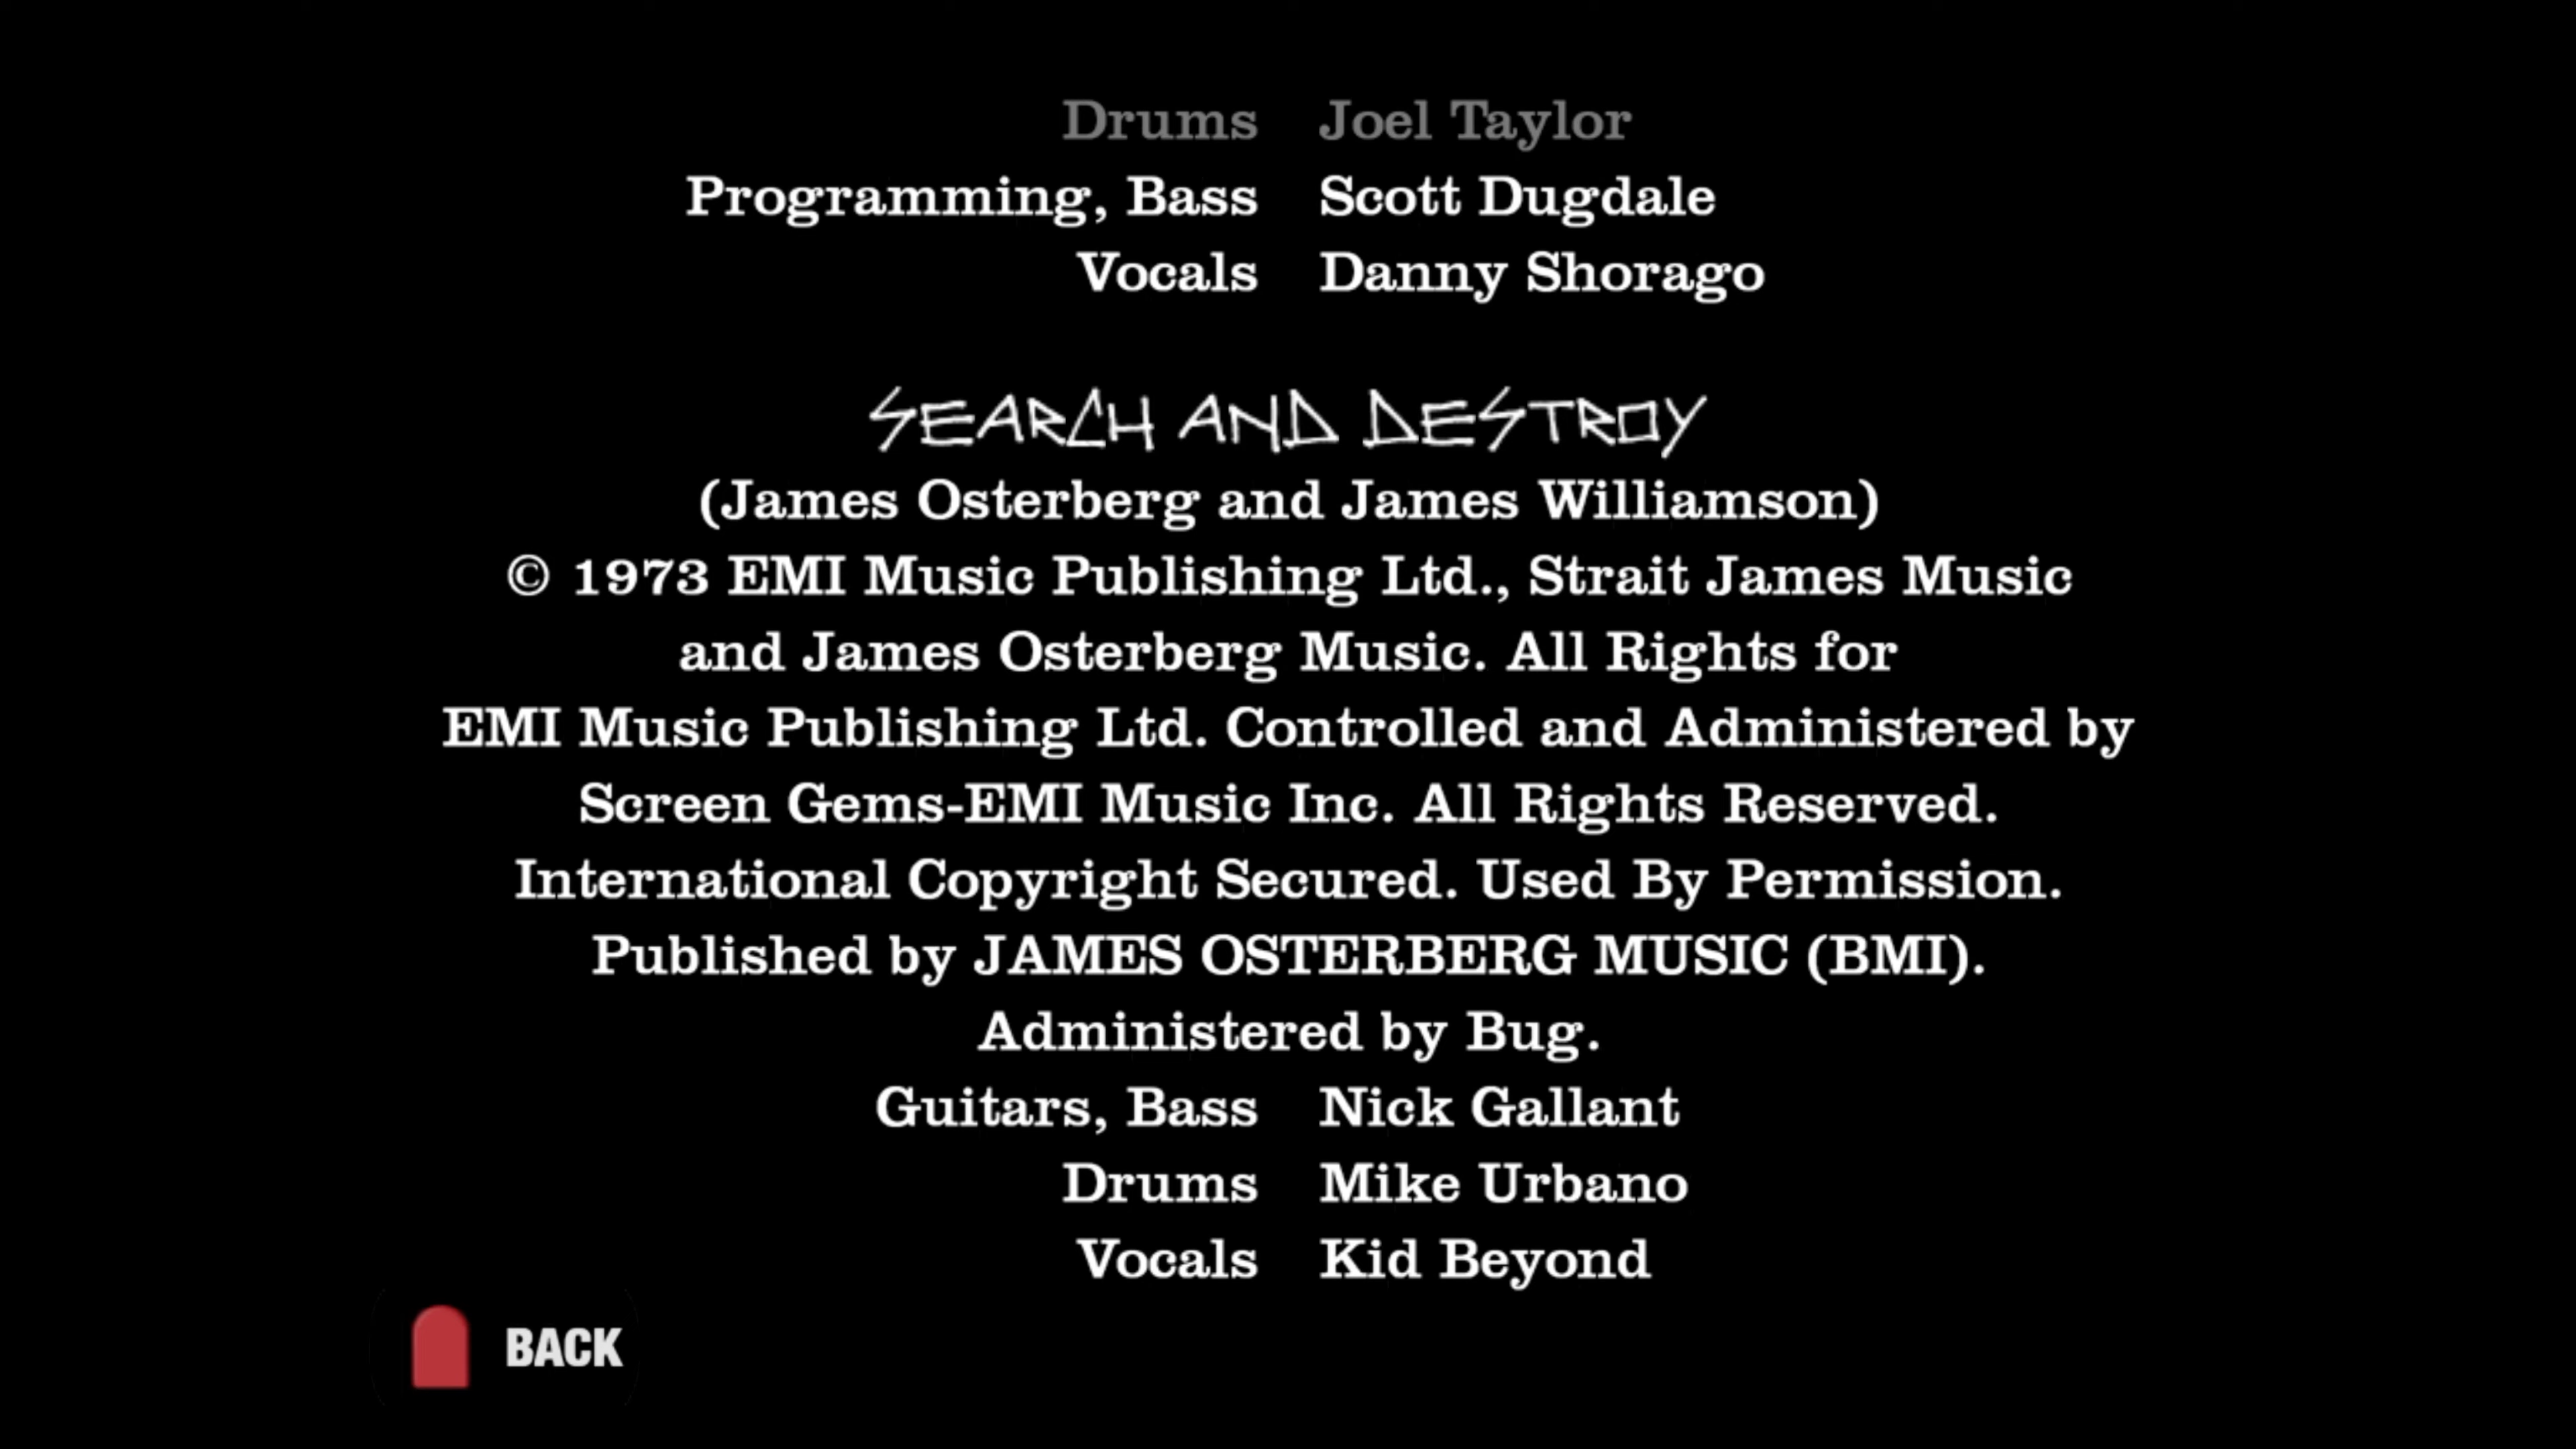 Drums Joel Taylor
Programming, Bass Scott Dugdale
Vocals Danny Shorago
SEARCH AND DESTROY
(James Osterberg and James Williamson)
© 1973 EMI Music Publishing Ltd., Strait James Music
and James Osterberg Music. All Rights for
EMI Music Publishing Ltd. Controlled and Administered by
Screen Gems-EMI Music Inc. All Rights Reserved.
International Copyright Secured. Used By Permission.
Published by JAMES OSTERBERG MUSIC (BMI).
Administered by Bug.
Guitars, Bass Nick Gallant
Drums Mike Urbano
Vocals Kid Beyond
BACK